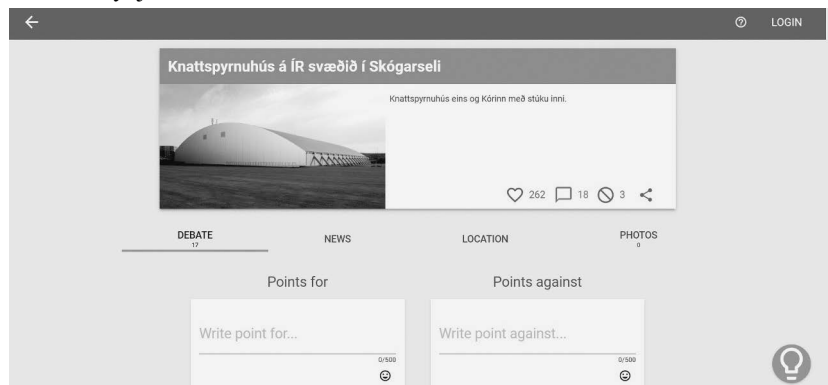 LOGIN
Knattspyrnuhús á ÍR svæðið í Skógarseli
Knattspyrnuhús eins og Kórinn með stúku inni.
262 18 3
DEBATE NEWS LOCATION PHOTOS
17 0
Points for Points against
Write point for... Write point against...
0/500 0/500